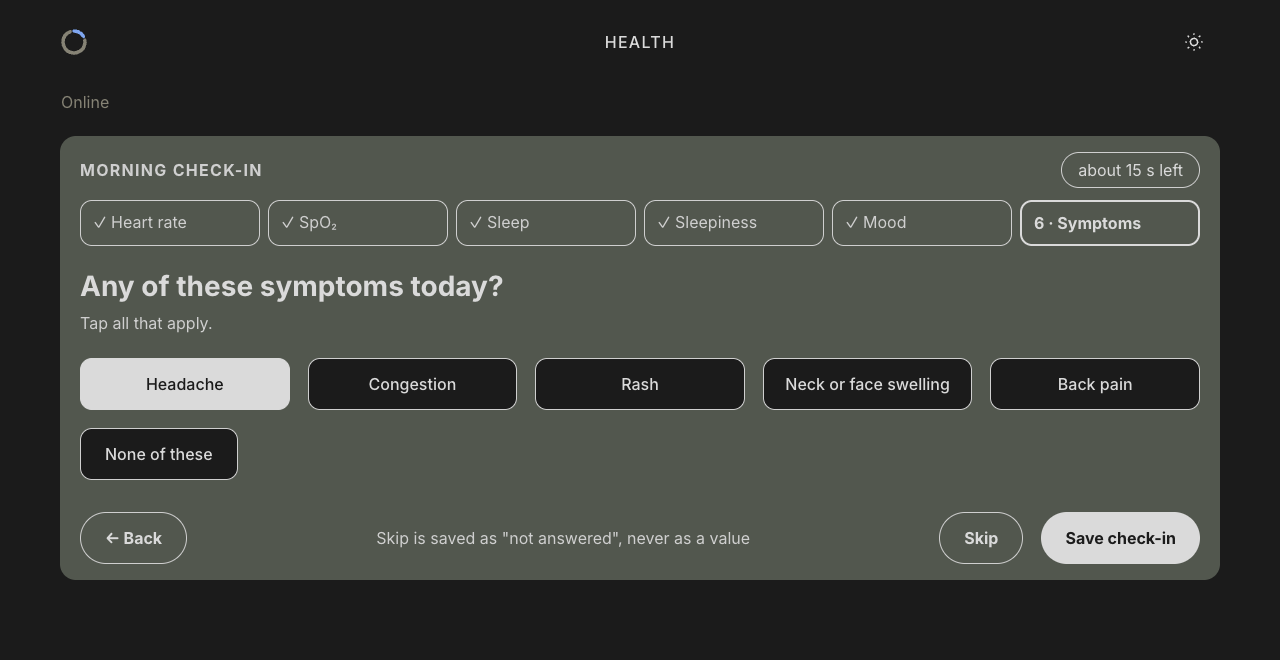 HEALTH
Online
MORNING CHECK-IN
about 15 s left
✓ Heart rate
✓ SpO₂
✓ Sleep
✓ Sleepiness
✓ Mood
6 · Symptoms
Any of these symptoms today?
Tap all that apply.
Headache
Congestion
Rash
Neck or face swelling
Back pain
None of these
← Back
Skip is saved as "not answered", never as a value
Skip
Save check-in